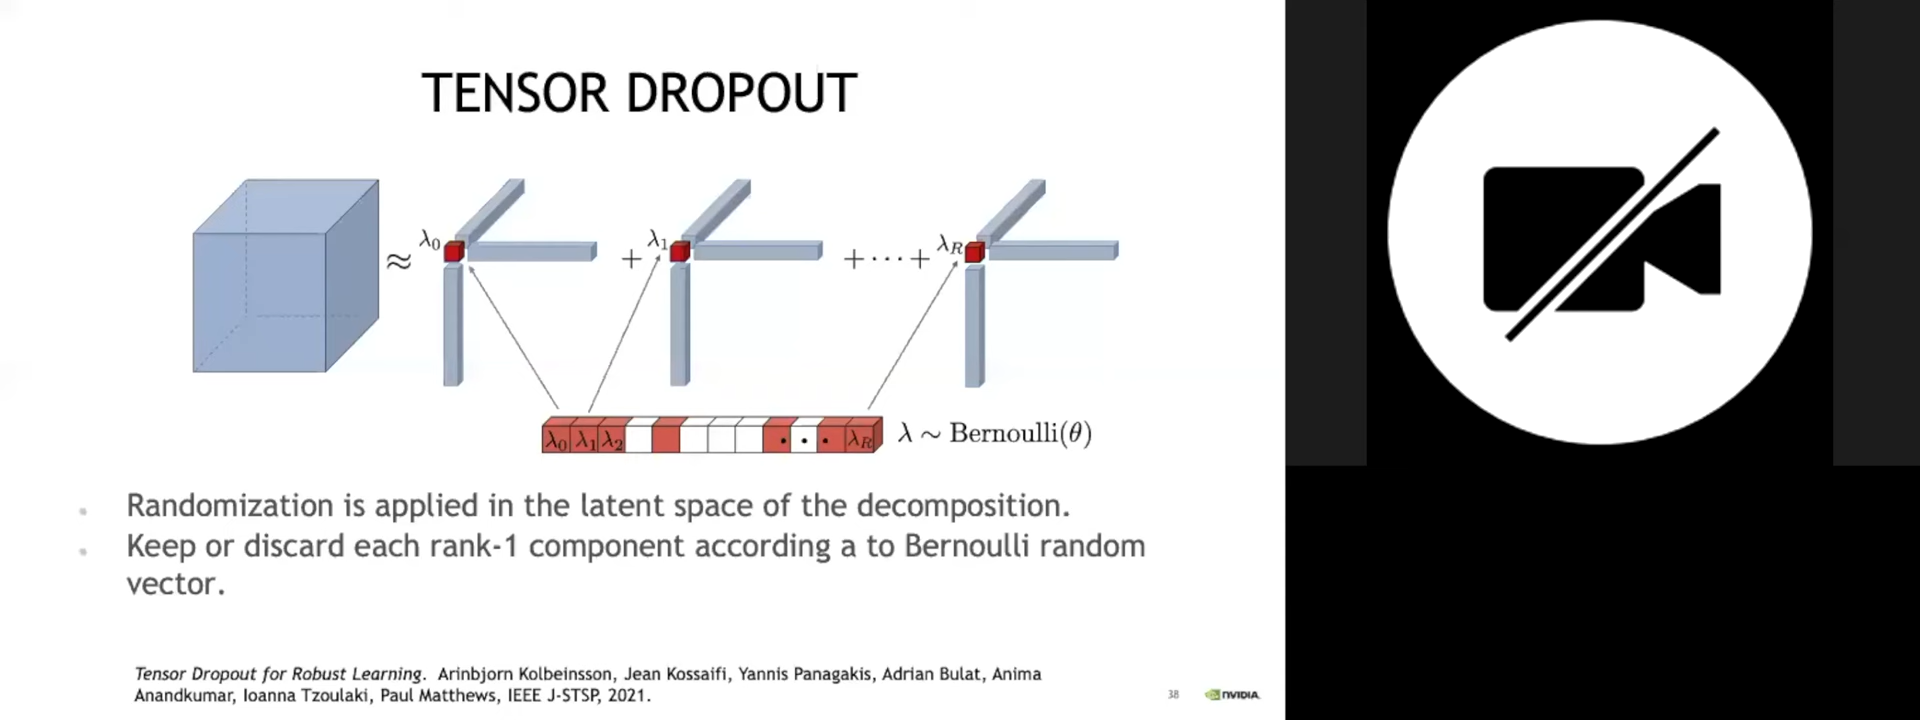 TENSOR DROPOUT
≈ λ₀ + λ₁ + ··· + λ_R
λ₀ λ₁ λ₂ · · · λ_R λ ∼ Bernoulli(θ)
• Randomization is applied in the latent space of the decomposition.
• Keep or discard each rank-1 component according a to Bernoulli random
vector.
Tensor Dropout for Robust Learning. Arinbjorn Kolbeinsson, Jean Kossaifi, Yannis Panagakis, Adrian Bulat, Anima
Anandkumar, Ioanna Tzoulaki, Paul Matthews, IEEE J-STSP, 2021.
38 NVIDIA.